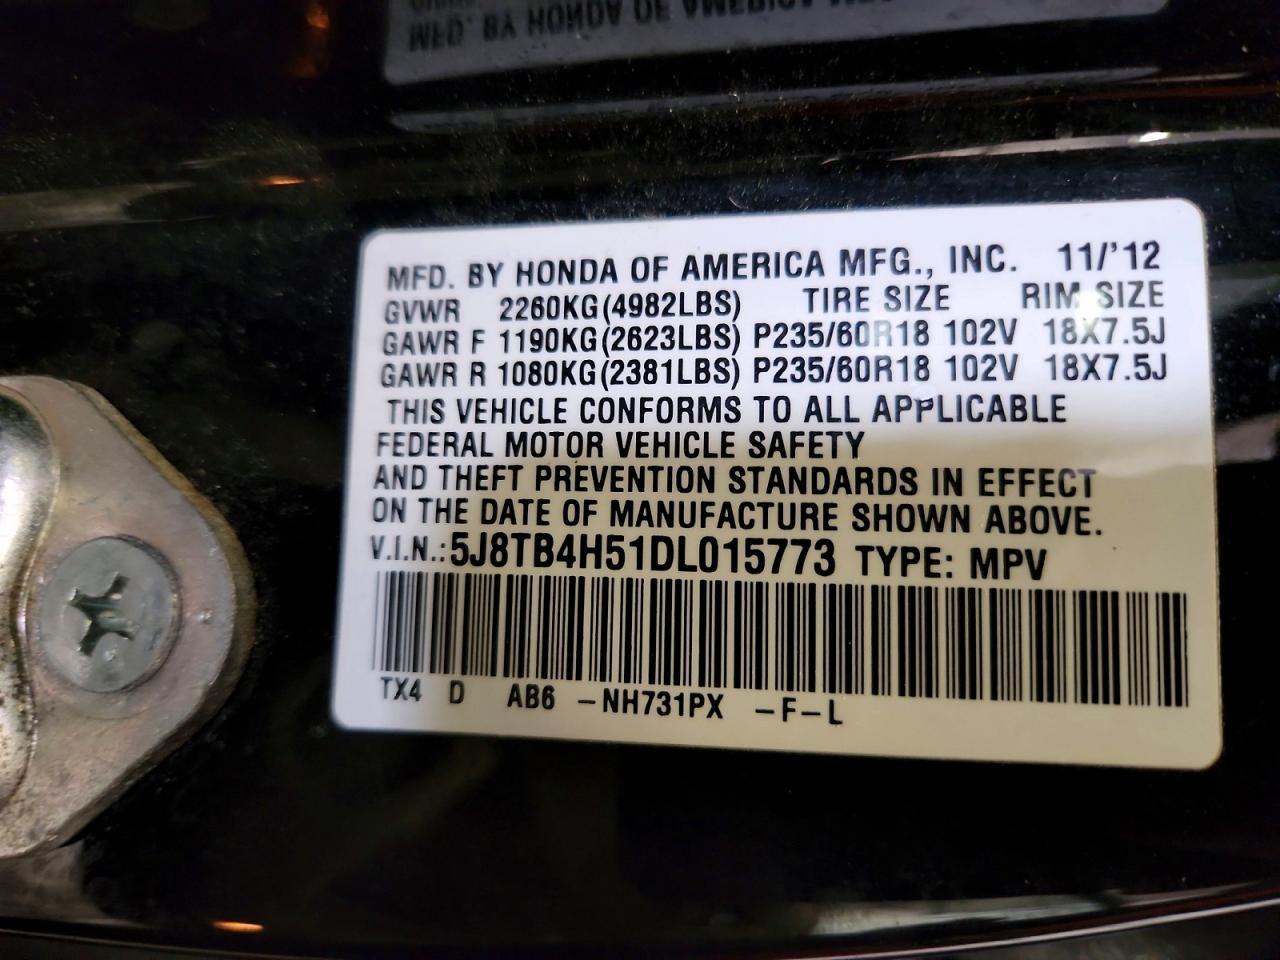 MFD. BY HONDA OF AMERICA MFG., INC. 11/'12
GVWR 2260KG(4982LBS) TIRE SIZE RIM SIZE
GAWR F 1190KG(2623LBS) P235/60R18 102V 18X7.5J
GAWR R 1080KG(2381LBS) P235/60R18 102V 18X7.5J
THIS VEHICLE CONFORMS TO ALL APPLICABLE
FEDERAL MOTOR VEHICLE SAFETY
AND THEFT PREVENTION STANDARDS IN EFFECT
ON THE DATE OF MANUFACTURE SHOWN ABOVE.
V.I.N.: 5J8TB4H51DL015773 TYPE: MPV
TX4 D AB6 -NH731PX -F-L